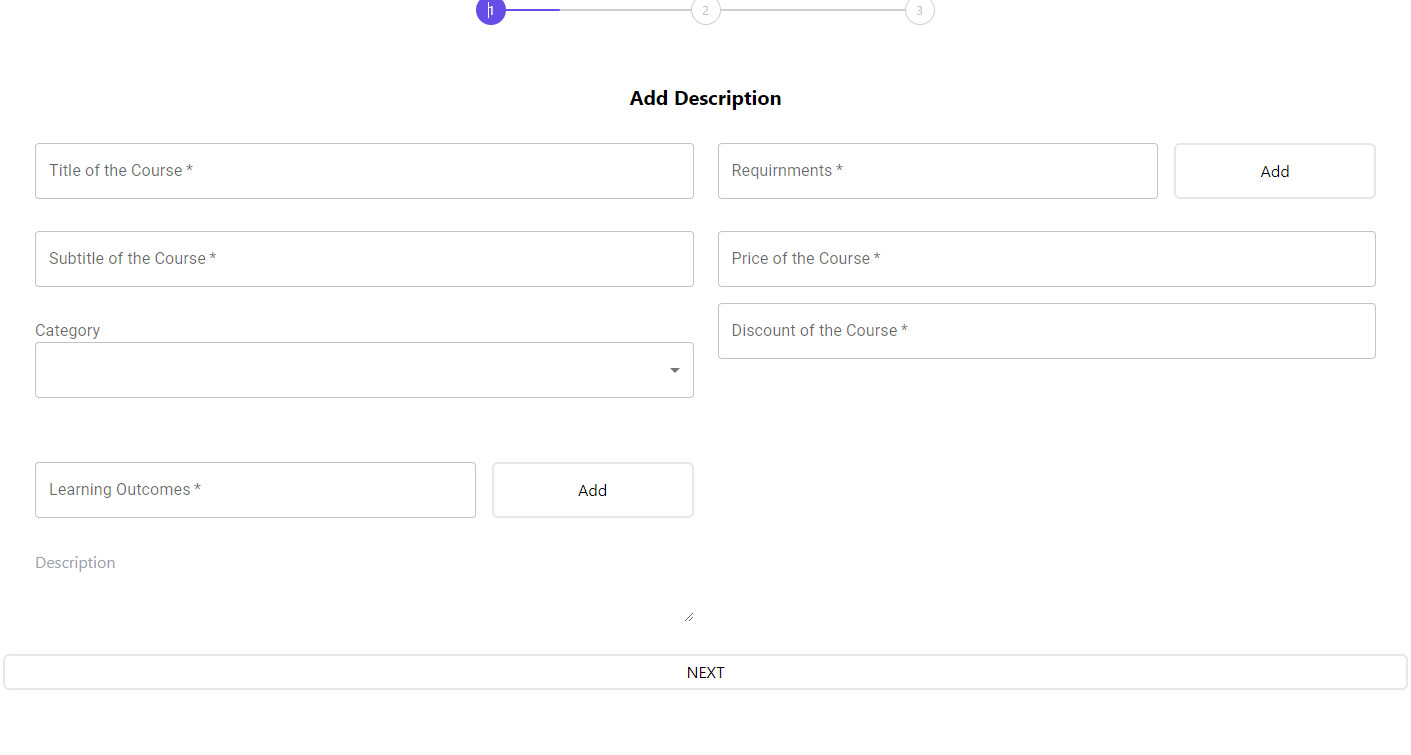 1 2 3
Add Description
Title of the Course *
Requirnments *
Add
Subtitle of the Course *
Price of the Course *
Category
Discount of the Course *
Learning Outcomes *
Add
Description
NEXT